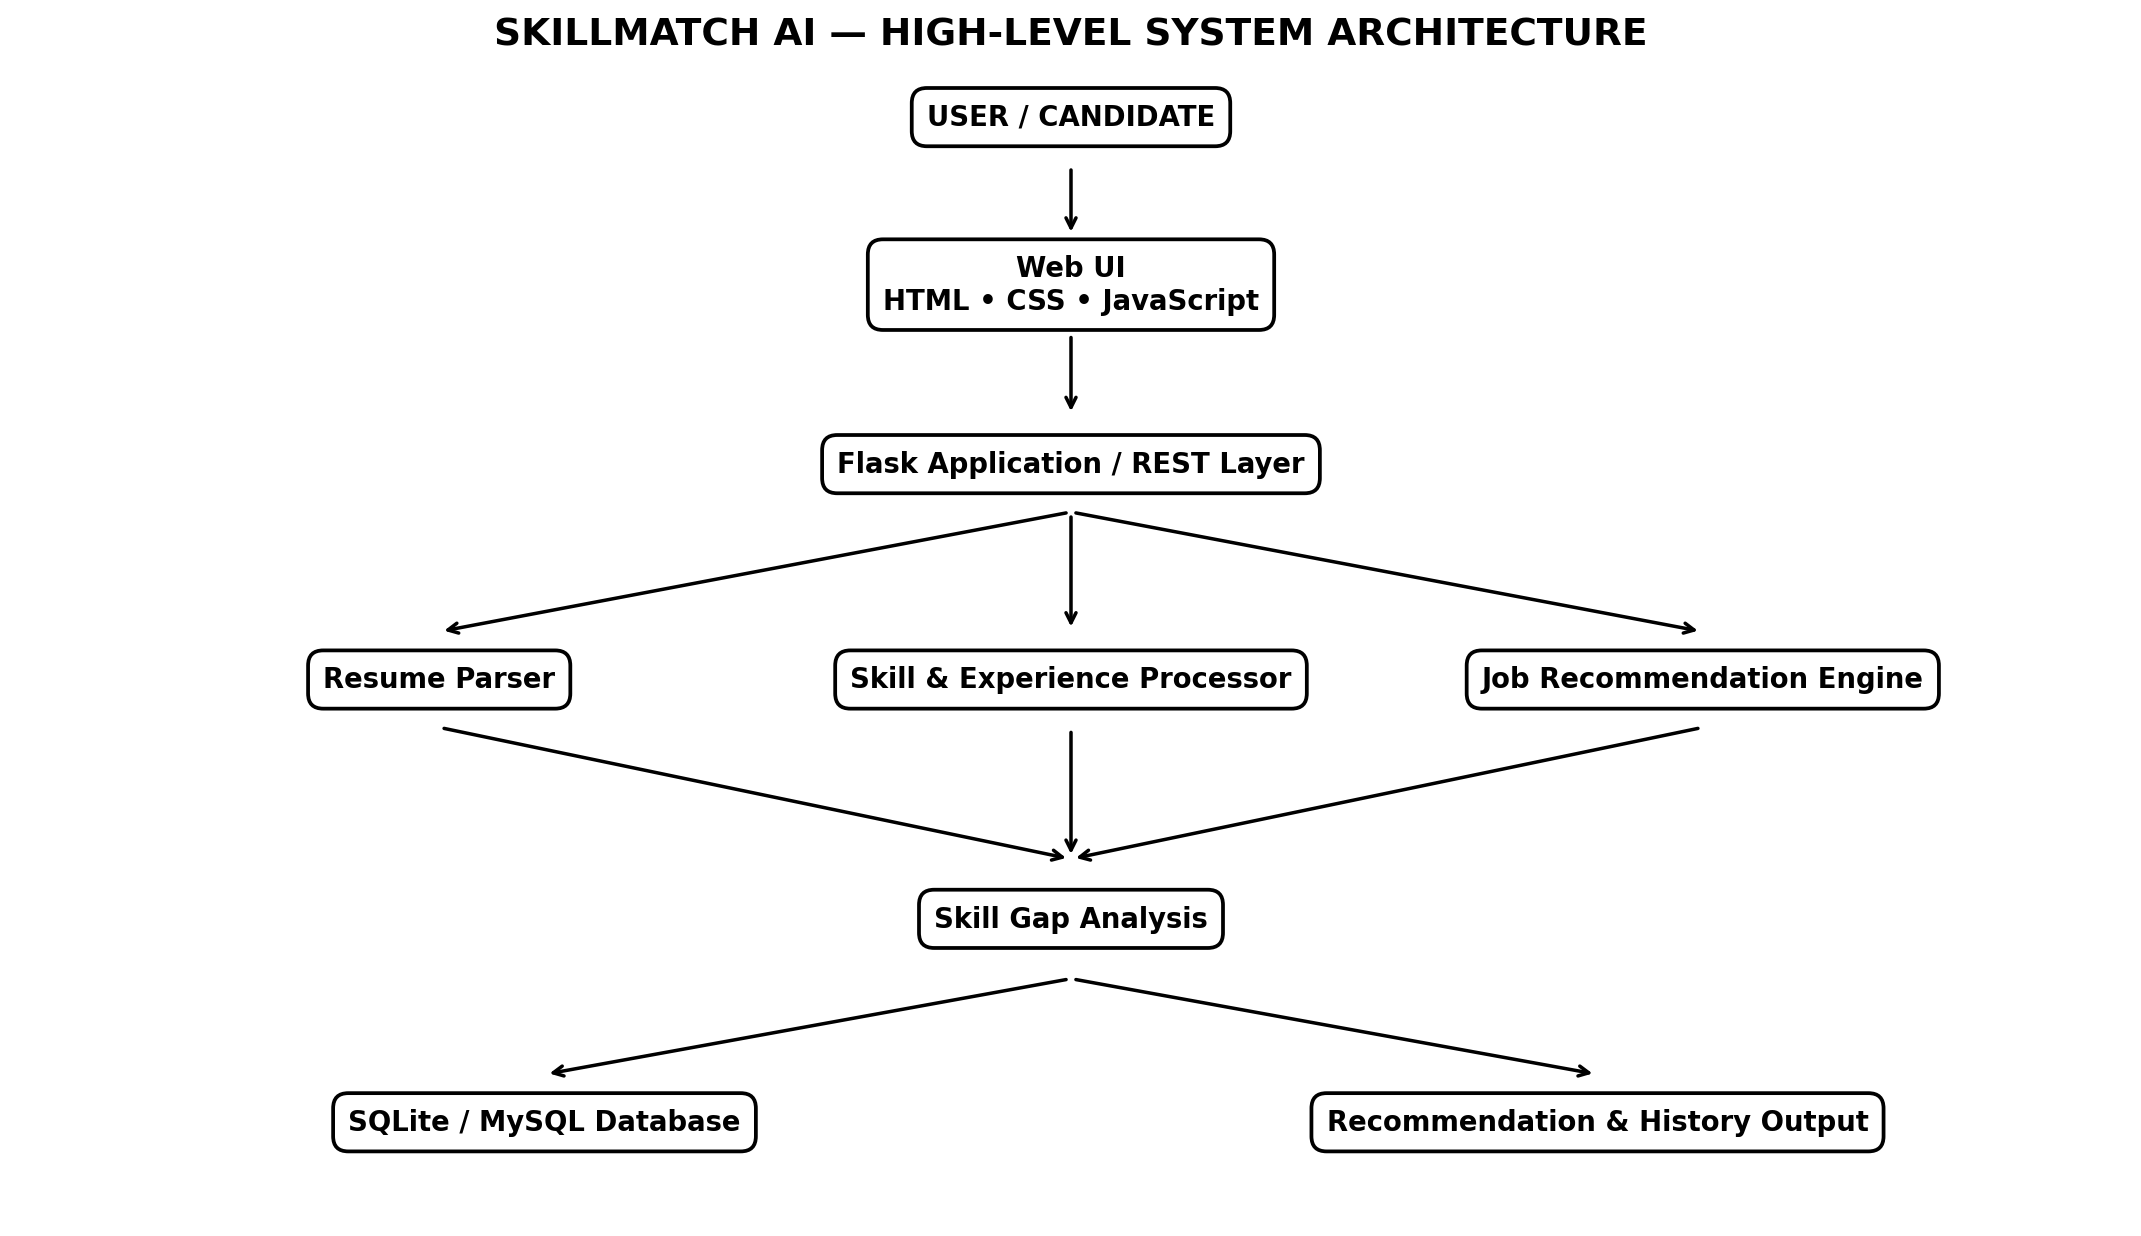 SKILLMATCH AI — HIGH-LEVEL SYSTEM ARCHITECTURE
USER / CANDIDATE
Web UI
HTML • CSS • JavaScript
Flask Application / REST Layer
Resume Parser
Skill & Experience Processor
Job Recommendation Engine
Skill Gap Analysis
SQLite / MySQL Database
Recommendation & History Output